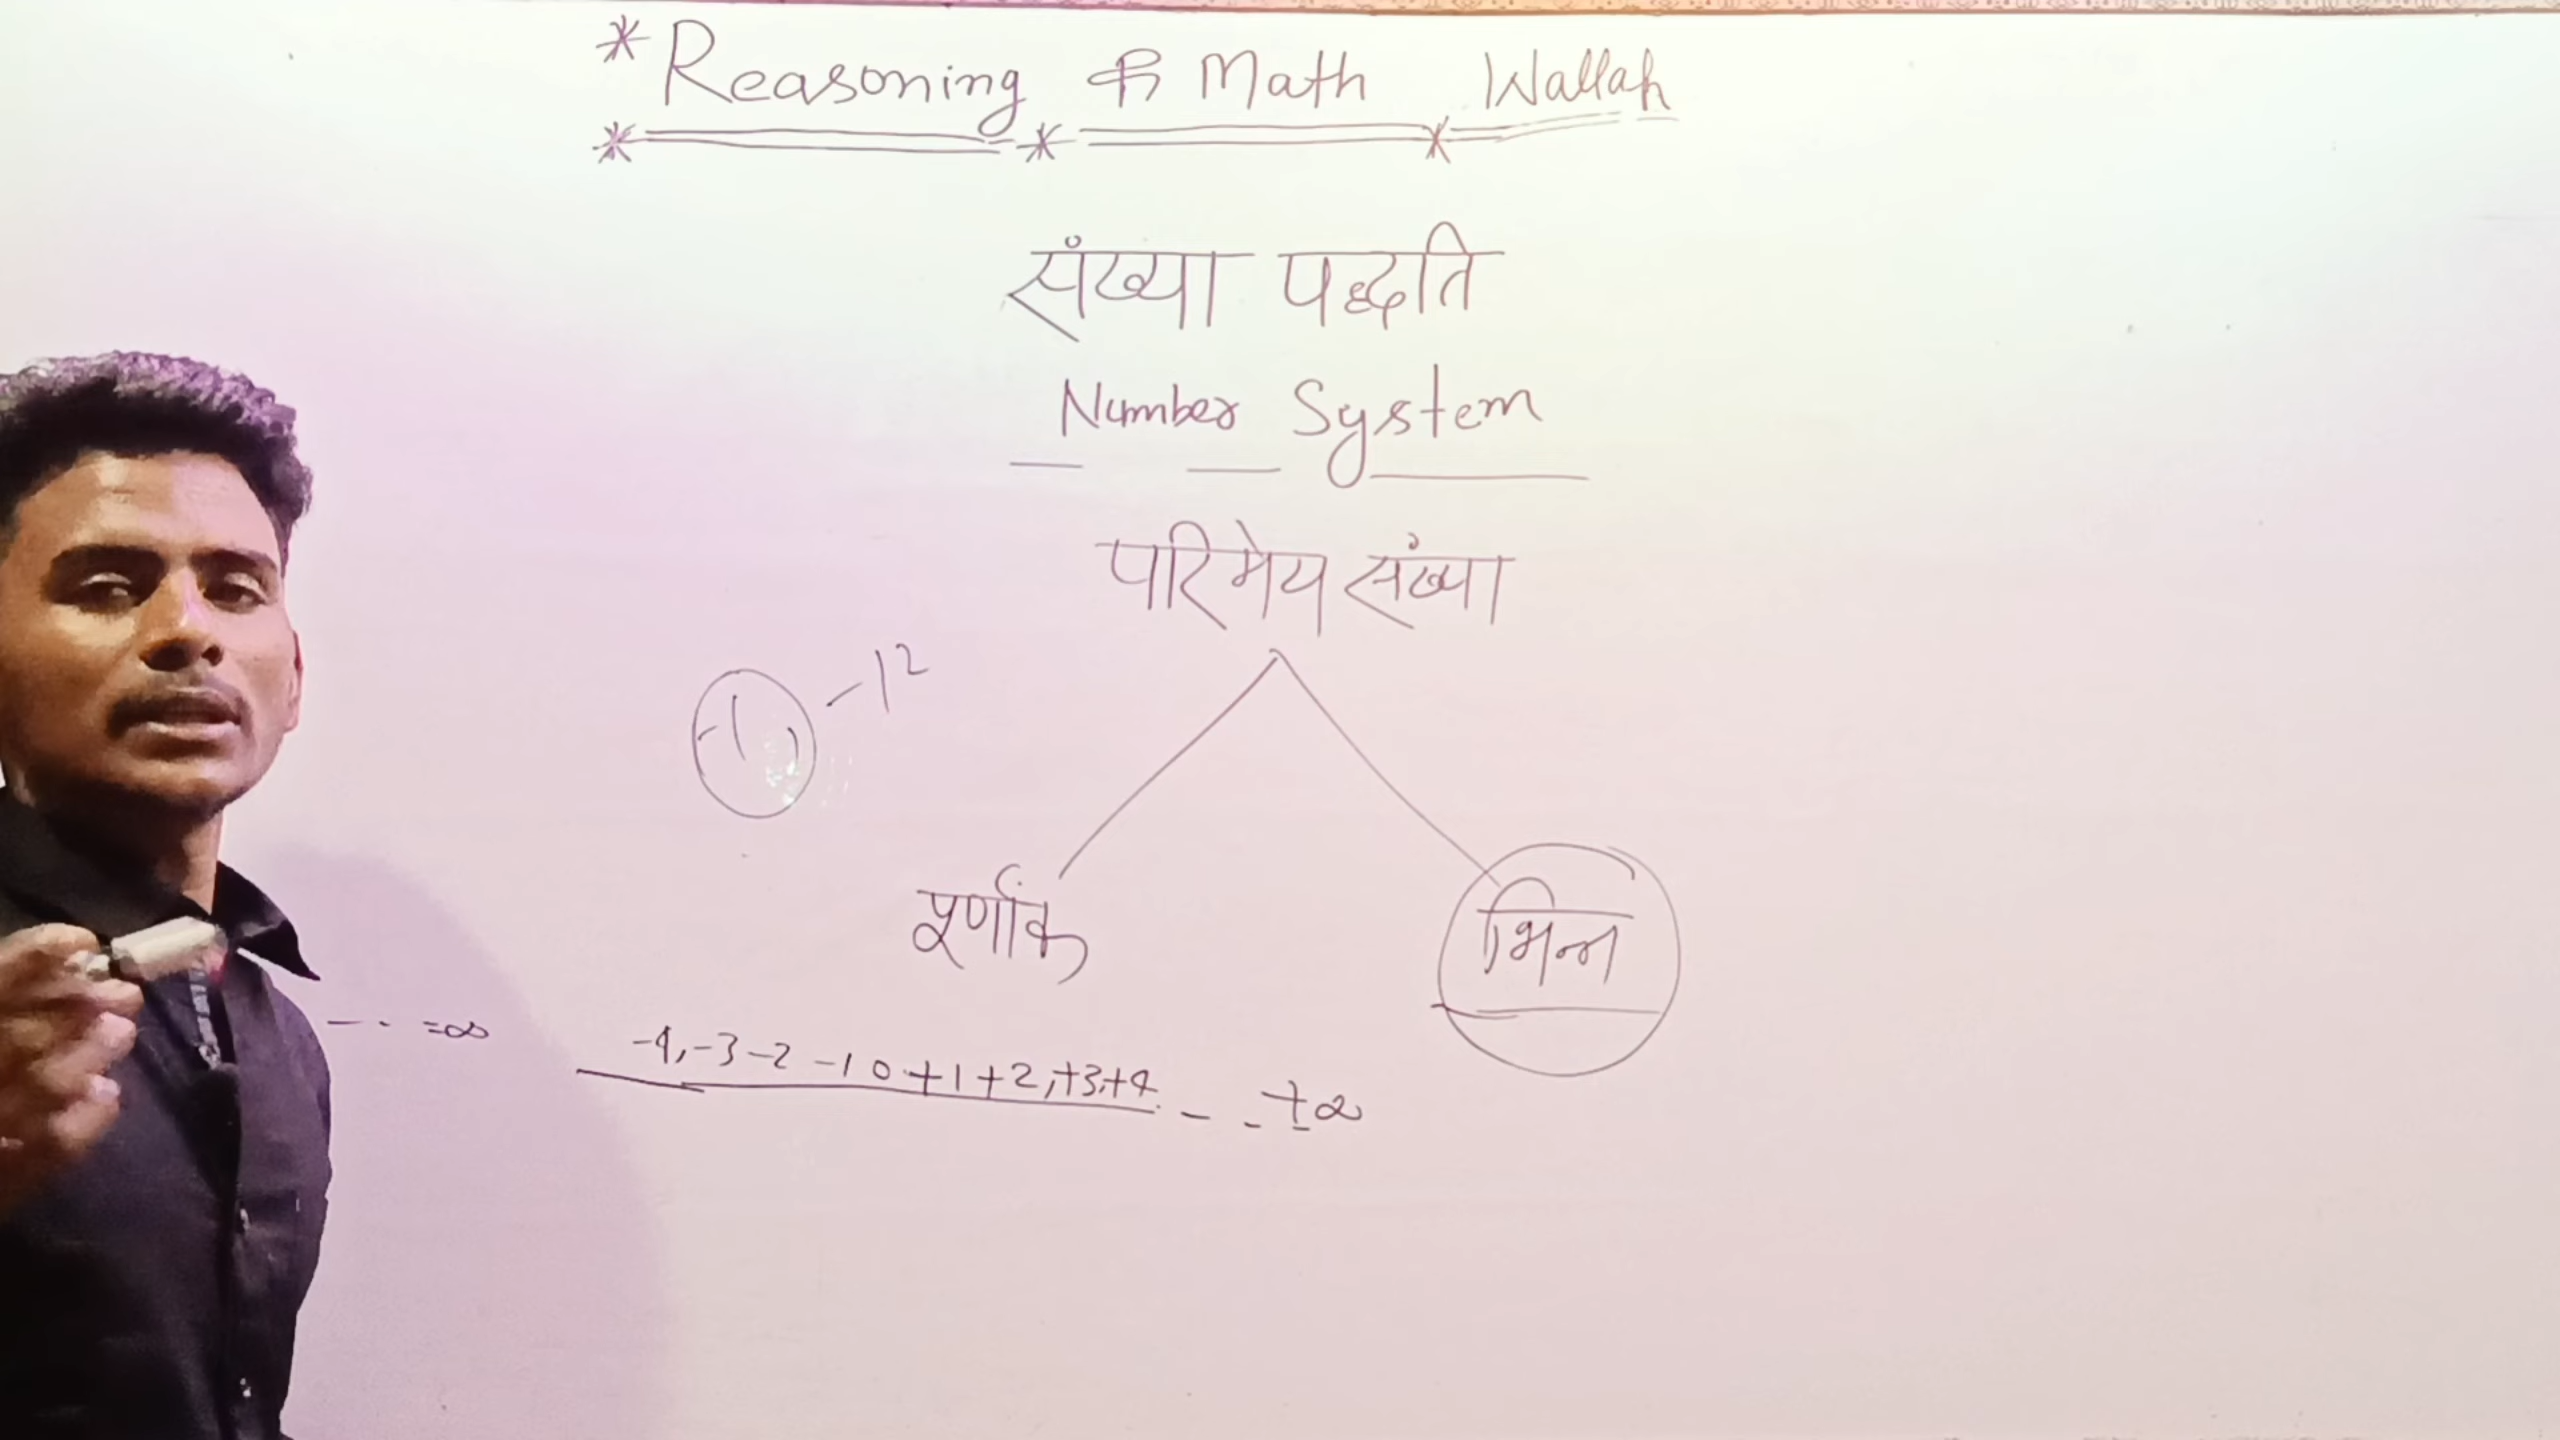 * Reasoning के Math Wallah
* * *
संख्या पद्धति
Number System
परिमेय संख्या
-1, -1²
पूर्णांक
भिन्न
- - -∞ -4, -3 -2 -1 0 +1 +2, +3, +4 - - +∞